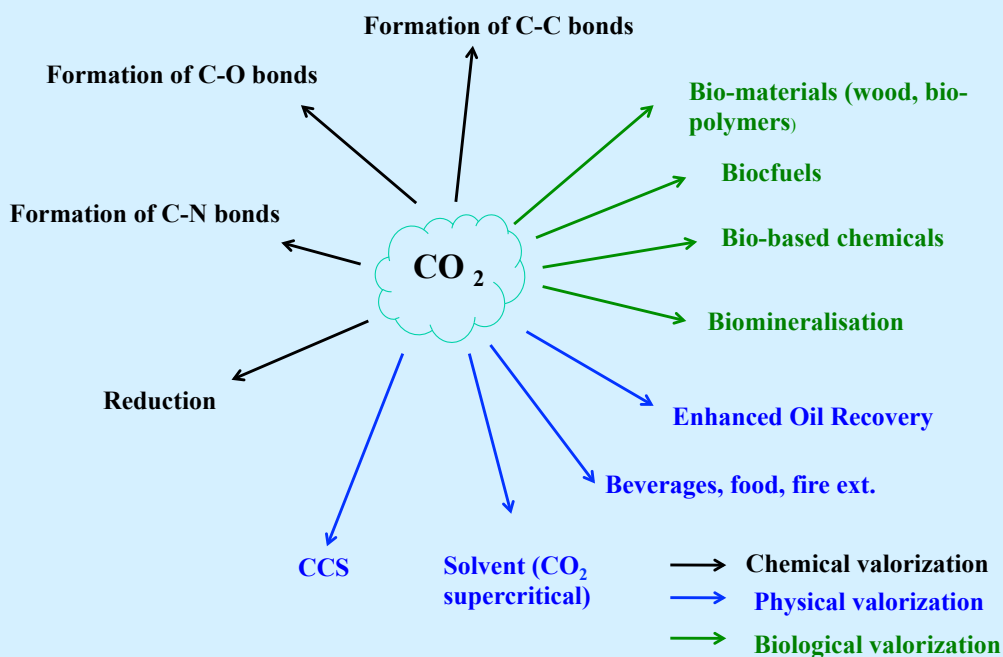 Formation of C-C bonds
Formation of C-O bonds
Bio-materials (wood, bio-
polymers)
Biocfuels
Formation of C-N bonds
Bio-based chemicals
CO 2
Biomineralisation
Reduction
Enhanced Oil Recovery
Beverages, food, fire ext.
CCS
Solvent (CO2
supercritical)
Chemical valorization
Physical valorization
Biological valorization